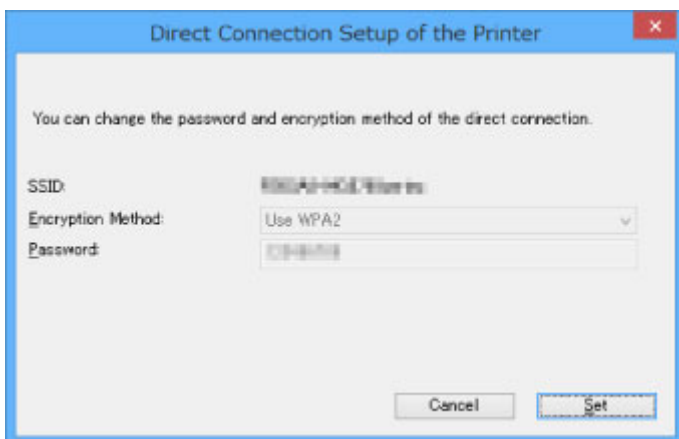 Direct Connection Setup of the Printer
You can change the password and encryption method of the direct connection.
SSID:
Encryption Method: Use WPA2
Password:
Cancel Set